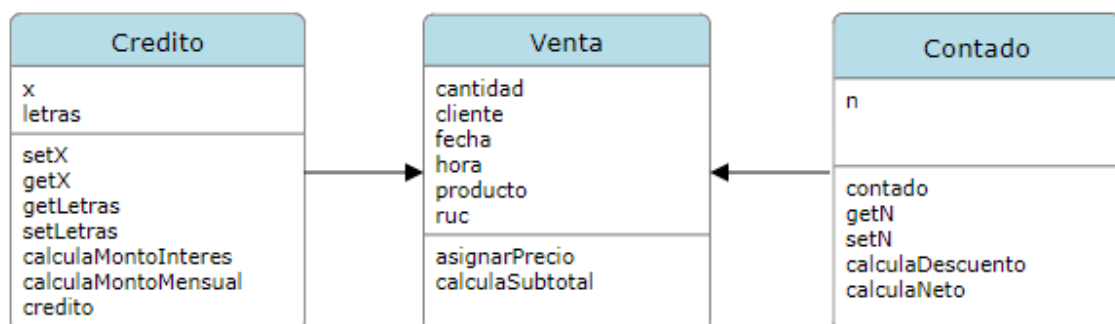 Credito
x
letras
setX
getX
getLetras
setLetras
calculaMontoInteres
calculaMontoMensual
credito
Venta
cantidad
cliente
fecha
hora
producto
ruc
asignarPrecio
calculaSubtotal
Contado
n
contado
getN
setN
calculaDescuento
calculaNeto